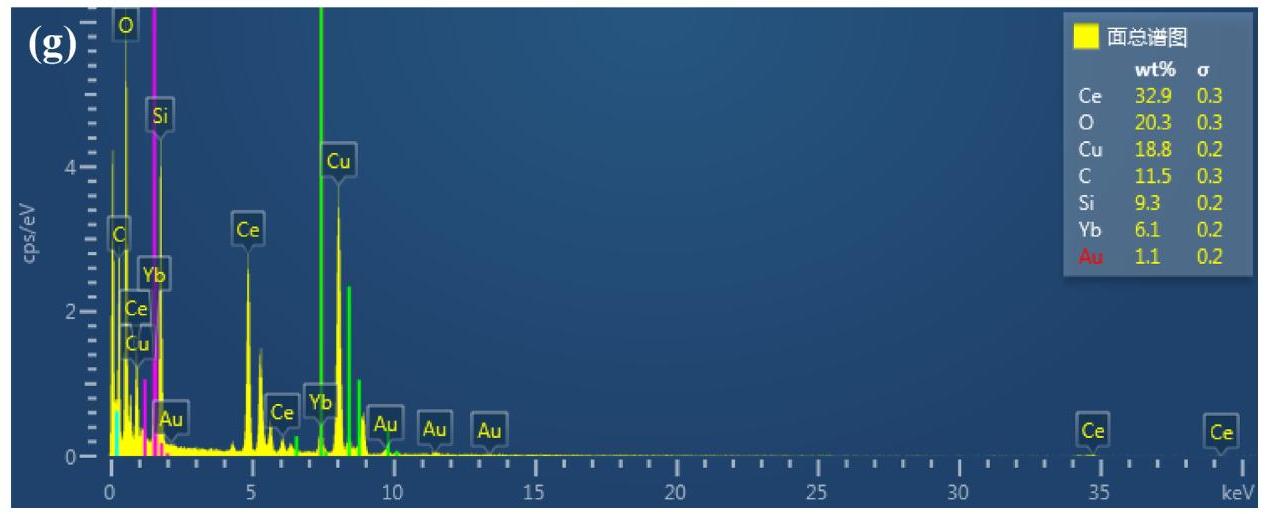 (g)
O
Si
Cu
C
Ce
Yb
Ce
Cu
Au
Ce
Yb
Au
Au
Au
Ce
Ce
cps/eV
4
2
0
0 5 10 15 20 25 30 35 keV
面总谱图
wt% σ
Ce 32.9 0.3
O 20.3 0.3
Cu 18.8 0.2
C 11.5 0.3
Si 9.3 0.2
Yb 6.1 0.2
Au 1.1 0.2